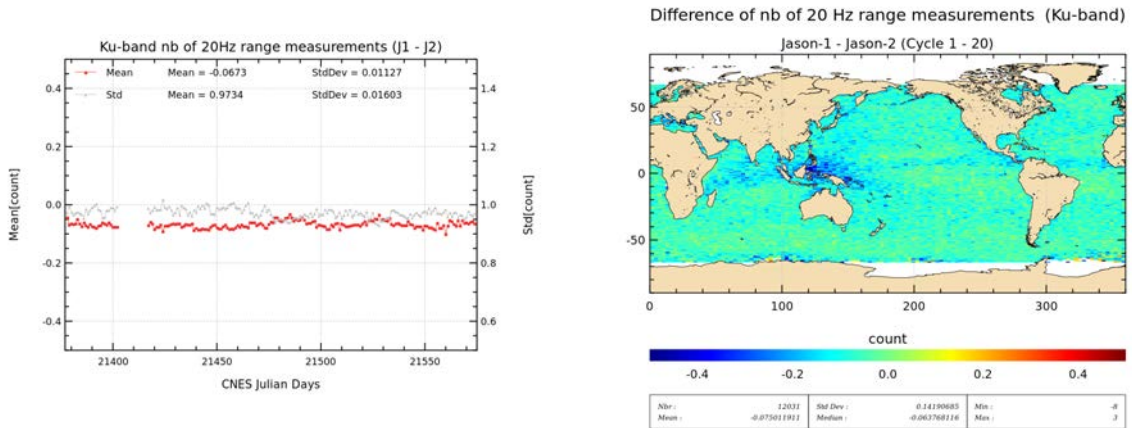 Ku-band nb of 20Hz range measurements (J1 - J2)
Mean Mean = -0.0673 StdDev = 0.01127
Std Mean = 0.9734 StdDev = 0.01603
0.4 1.4
0.2 1.2
0.0 1.0
-0.2 0.8
-0.4 0.6
Mean[count]
Std[count]
21400 21450 21500 21550
CNES Julian Days
Difference of nb of 20 Hz range measurements (Ku-band)
Jason-1 - Jason-2 (Cycle 1 - 20)
50
0
-50
0 100 200 300
count
-0.4 -0.2 0.0 0.2 0.4
Nbr : 12031 Std Dev : 0.14190685 Min : -8
Mean : -0.075011911 Median : -0.063768116 Max : 3